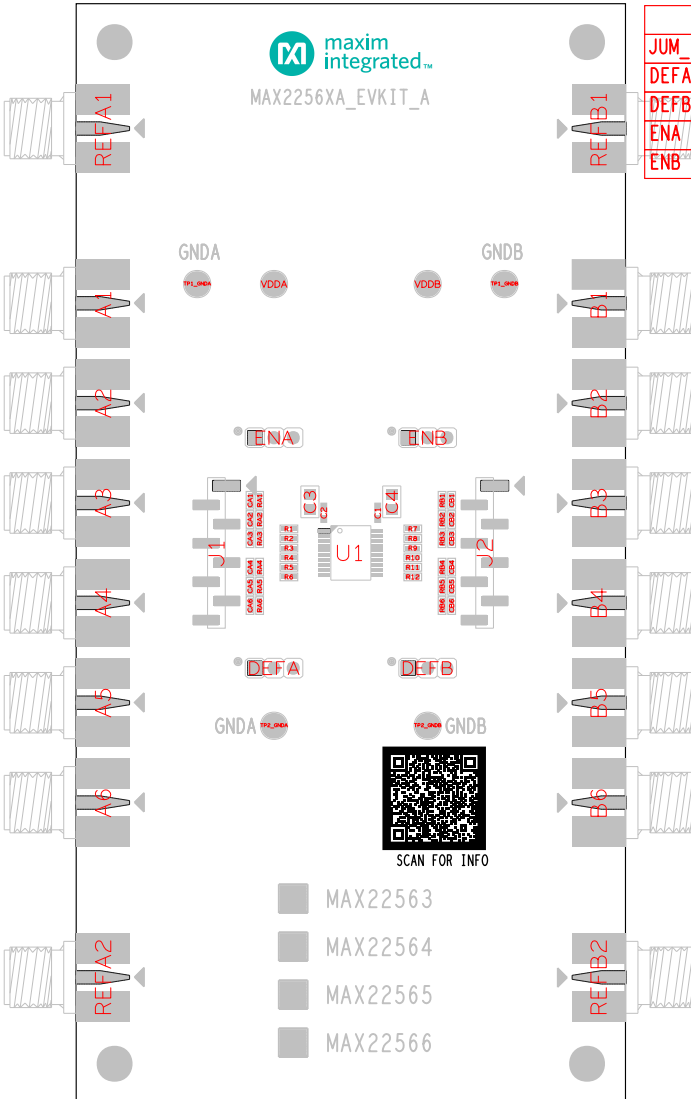 maxim
integrated™
MAX2256XA_EVKIT_A
JUM_
DEFA
DEFB
ENA
ENB
REFA1
REFB1
GNDA
GNDB
TP1_GNDA
VDDA
VDDB
TP1_GNDB
A1
B1
A2
B2
ENA
ENB
A3
B3
J1
J2
C3
C2
C1
C4
U1
CA1 RA1
CA2 RA2
CA3 RA3
CA4 RA4
CA5 RA5
CA6 RA6
R1
R2
R3
R4
R5
R6
R7
R8
R9
R10
R11
R12
RB1 CB1
RB2 CB2
RB3 CB3
RB4 CB4
RB5 CB5
RB6 CB6
A4
B4
DEFA
DEFB
A5
B5
GNDA
TP2_GNDA
TP2_GNDB
GNDB
A6
B6
SCAN FOR INFO
MAX22563
MAX22564
MAX22565
MAX22566
REFA2
REFB2